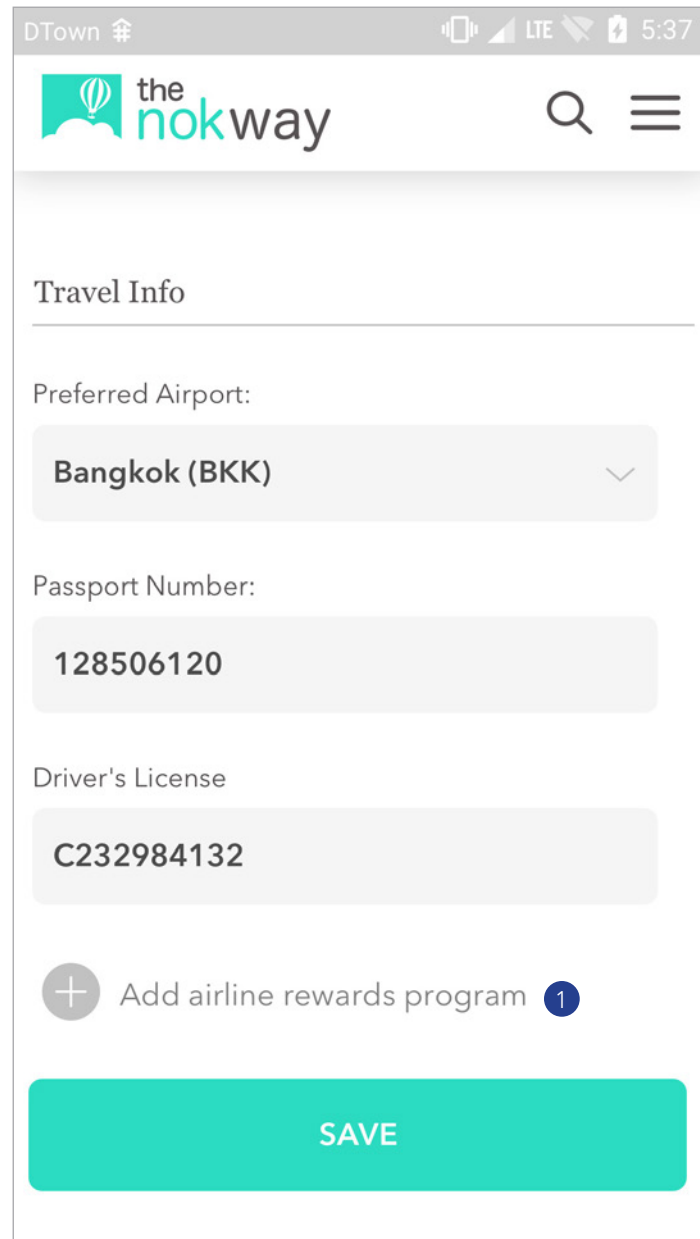 DTown LTE 5:37
the
nokway
Travel Info
Preferred Airport:
Bangkok (BKK)
Passport Number:
128506120
Driver's License
C232984132
Add airline rewards program 1
SAVE